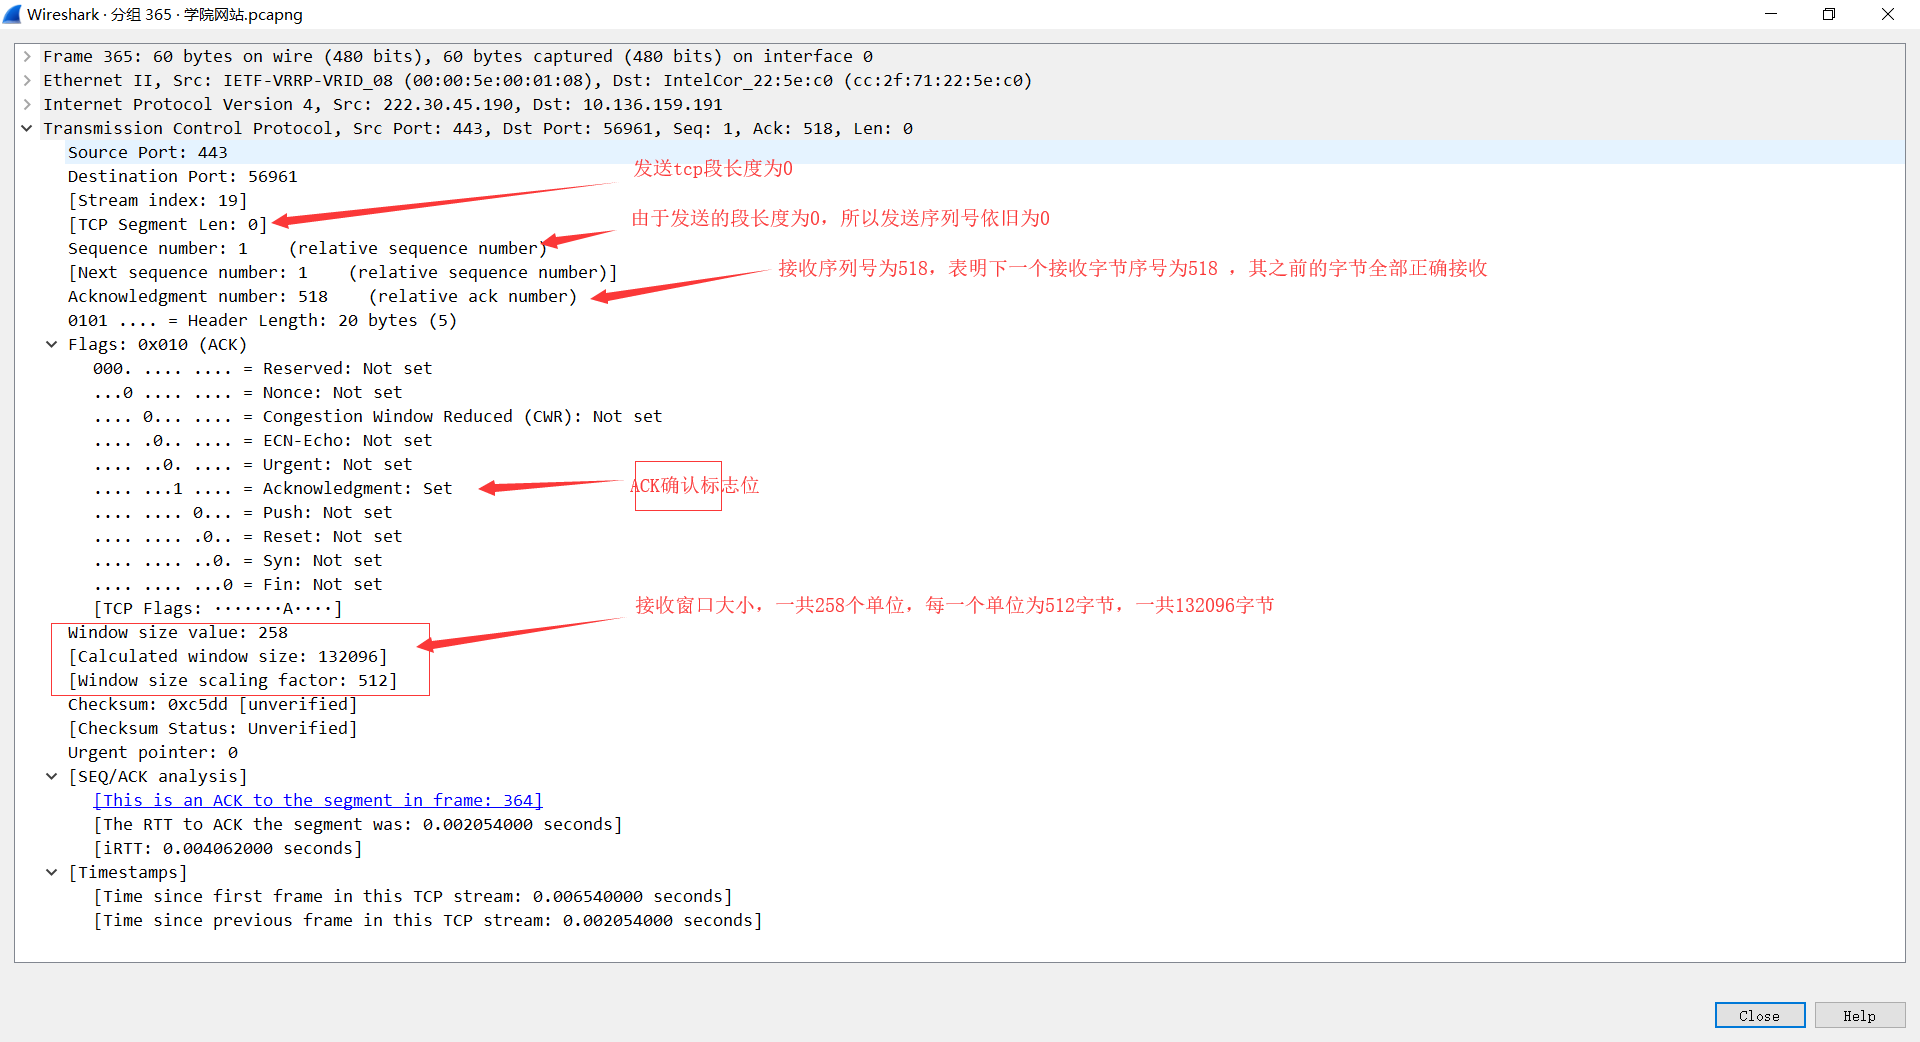 Wireshark · 分组 365 · 学院网站.pcapng
Frame 365: 60 bytes on wire (480 bits), 60 bytes captured (480 bits) on interface 0
Ethernet II, Src: IETF-VRRP-VRID_08 (00:00:5e:00:01:08), Dst: IntelCor_22:5e:c0 (cc:2f:71:22:5e:c0)
Internet Protocol Version 4, Src: 222.30.45.190, Dst: 10.136.159.191
Transmission Control Protocol, Src Port: 443, Dst Port: 56961, Seq: 1, Ack: 518, Len: 0
Source Port: 443
发送tcp段长度为0
Destination Port: 56961
[Stream index: 19]
[TCP Segment Len: 0]
由于发送的段长度为0，所以发送序列号依旧为0
Sequence number: 1    (relative sequence number)
[Next sequence number: 1    (relative sequence number)]
接收序列号为518，表明下一个接收字节序号为518 ，其之前的字节全部正确接收
Acknowledgment number: 518    (relative ack number)
0101 .... = Header Length: 20 bytes (5)
Flags: 0x010 (ACK)
000. .... .... = Reserved: Not set
...0 .... .... = Nonce: Not set
.... 0... .... = Congestion Window Reduced (CWR): Not set
.... .0.. .... = ECN-Echo: Not set
.... ..0. .... = Urgent: Not set
.... ...1 .... = Acknowledgment: Set
ACK确认标志位
.... .... 0... = Push: Not set
.... .... .0.. = Reset: Not set
.... .... ..0. = Syn: Not set
.... .... ...0 = Fin: Not set
[TCP Flags: ·······A····]
接收窗口大小，一共258个单位，每一个单位为512字节，一共132096字节
Window size value: 258
[Calculated window size: 132096]
[Window size scaling factor: 512]
Checksum: 0xc5dd [unverified]
[Checksum Status: Unverified]
Urgent pointer: 0
[SEQ/ACK analysis]
[This is an ACK to the segment in frame: 364]
[The RTT to ACK the segment was: 0.002054000 seconds]
[iRTT: 0.004062000 seconds]
[Timestamps]
[Time since first frame in this TCP stream: 0.006540000 seconds]
[Time since previous frame in this TCP stream: 0.002054000 seconds]
Close
Help